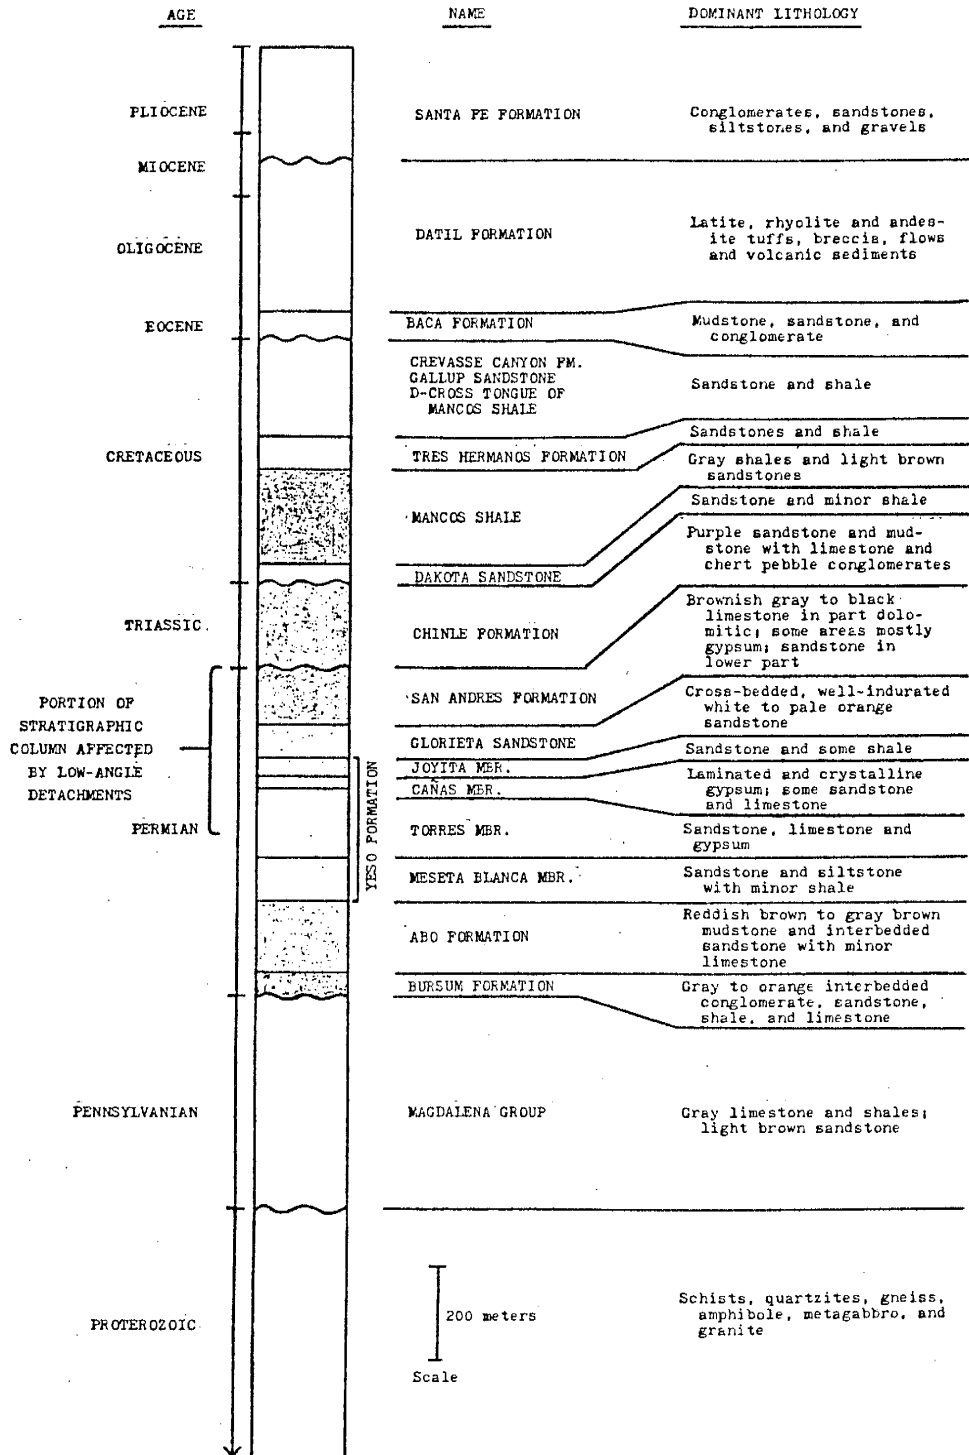 AGE
NAME
DOMINANT LITHOLOGY
PLIOCENE
SANTA FE FORMATION
Conglomerates, sandstones,
siltstones, and gravels
MIOCENE
OLIGOCENE
DATIL FORMATION
Latite, rhyolite and andes-
ite tuffs, breccia, flows
and volcanic sediments
EOCENE
BACA FORMATION
Mudstone, sandstone, and
conglomerate
CREVASSE CANYON FM.
GALLUP SANDSTONE
D-CROSS TONGUE OF
MANCOS SHALE
Sandstone and shale
CRETACEOUS
TRES HERMANOS FORMATION
Sandstones and shale
MANCOS SHALE
Gray shales and light brown
sandstones
DAKOTA SANDSTONE
Sandstone and minor shale
TRIASSIC
CHINLE FORMATION
Purple sandstone and mud-
stone with limestone and
chert pebble conglomerates
SAN ANDRES FORMATION
Brownish gray to black
limestone in part dolo-
mitic; some areas mostly
gypsum; sandstone in
lower part
PORTION OF
STRATIGRAPHIC
COLUMN AFFECTED
BY LOW-ANGLE
DETACHMENTS
GLORIETA SANDSTONE
Cross-bedded, well-indurated
white to pale orange
sandstone
YESO FORMATION
JOYITA MBR.
Sandstone and some shale
CAÑAS MBR.
Laminated and crystalline
gypsum; some sandstone
and limestone
PERMIAN
TORRES MBR.
Sandstone, limestone and
gypsum
MESETA BLANCA MBR.
Sandstone and siltstone
with minor shale
ABO FORMATION
Reddish brown to gray brown
mudstone and interbedded
sandstone with minor
limestone
BURSUM FORMATION
Gray to orange interbedded
conglomerate, sandstone,
shale, and limestone
PENNSYLVANIAN
MAGDALENA GROUP
Gray limestone and shales;
light brown sandstone
PROTEROZOIC
200 meters
Scale
Schists, quartzites, gneiss,
amphibole, metagabbro, and
granite